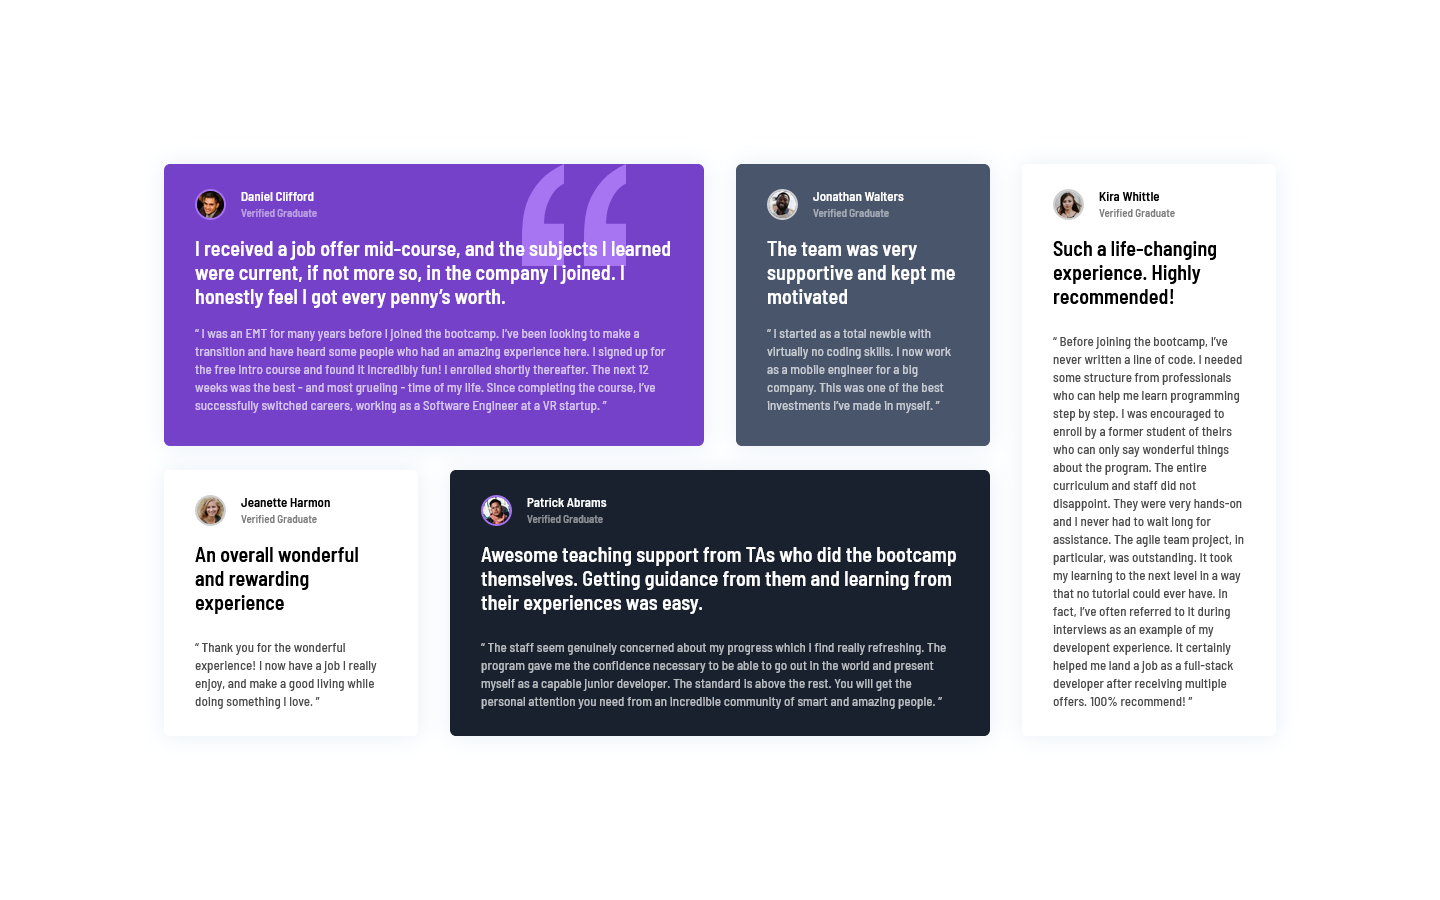 Daniel Clifford
Verified Graduate
I received a job offer mid-course, and the subjects I learned
were current, if not more so, in the company I joined. I
honestly feel I got every penny’s worth.
“ I was an EMT for many years before I joined the bootcamp. I’ve been looking to make a
transition and have heard some people who had an amazing experience here. I signed up for
the free intro course and found it incredibly fun! I enrolled shortly thereafter. The next 12
weeks was the best - and most grueling - time of my life. Since completing the course, I’ve
successfully switched careers, working as a Software Engineer at a VR startup. ”
Jonathan Walters
Verified Graduate
The team was very
supportive and kept me
motivated
“ I started as a total newbie with
virtually no coding skills. I now work
as a mobile engineer for a big
company. This was one of the best
investments I’ve made in myself. ”
Kira Whittle
Verified Graduate
Such a life-changing
experience. Highly
recommended!
“ Before joining the bootcamp, I’ve
never written a line of code. I needed
some structure from professionals
who can help me learn programming
step by step. I was encouraged to
enroll by a former student of theirs
who can only say wonderful things
about the program. The entire
curriculum and staff did not
disappoint. They were very hands-on
and I never had to wait long for
assistance. The agile team project, in
particular, was outstanding. It took
my learning to the next level in a way
that no tutorial could ever have. In
fact, I’ve often referred to it during
interviews as an example of my
developent experience. It certainly
helped me land a job as a full-stack
developer after receiving multiple
offers. 100% recommend! ”
Jeanette Harmon
Verified Graduate
An overall wonderful
and rewarding
experience
“ Thank you for the wonderful
experience! I now have a job I really
enjoy, and make a good living while
doing something I love. ”
Patrick Abrams
Verified Graduate
Awesome teaching support from TAs who did the bootcamp
themselves. Getting guidance from them and learning from
their experiences was easy.
“ The staff seem genuinely concerned about my progress which I find really refreshing. The
program gave me the confidence necessary to be able to go out in the world and present
myself as a capable junior developer. The standard is above the rest. You will get the
personal attention you need from an incredible community of smart and amazing people. ”